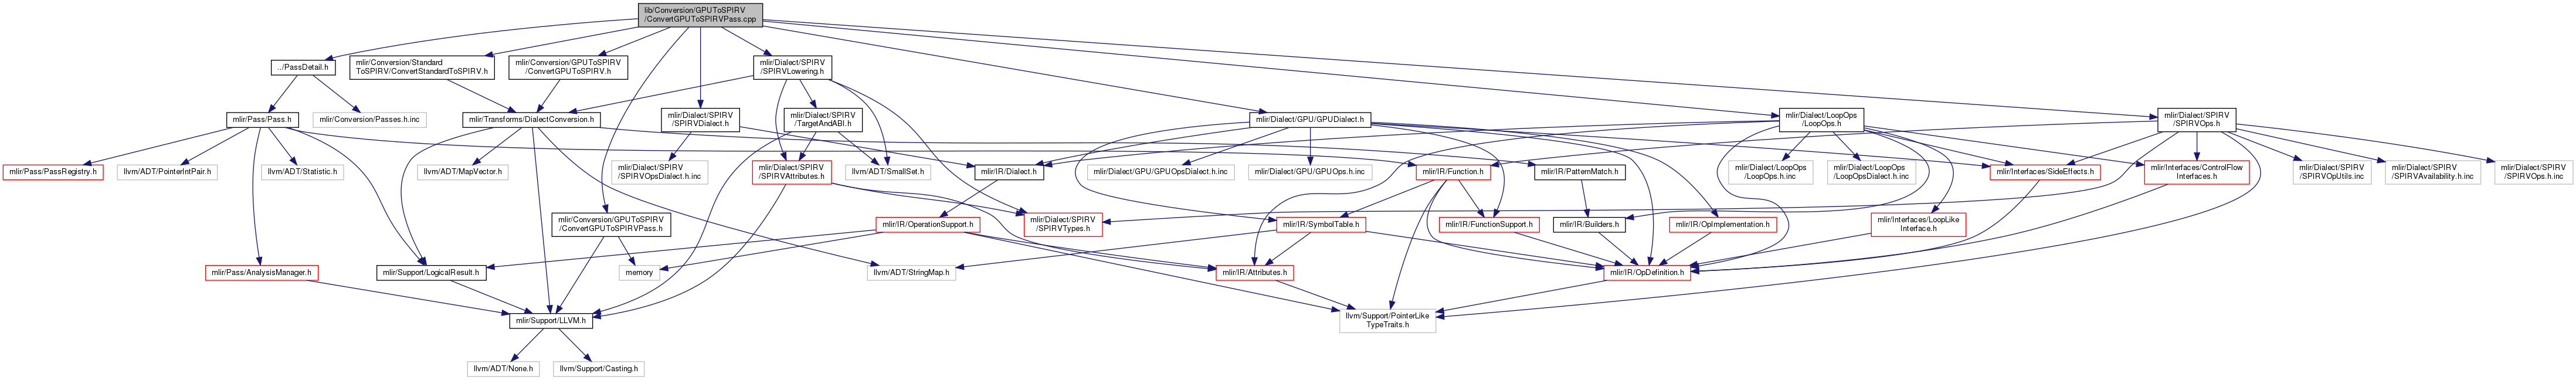 lib/Conversion/GPUToSPIRV
/ConvertGPUToSPIRVPass.cpp
../PassDetail.h
mlir/Conversion/Standard
ToSPIRV/ConvertStandardToSPIRV.h
mlir/Conversion/GPUToSPIRV
/ConvertGPUToSPIRV.h
mlir/Dialect/SPIRV
/SPIRVLowering.h
mlir/Pass/Pass.h
mlir/Conversion/Passes.h.inc
mlir/Transforms/DialectConversion.h
mlir/Dialect/SPIRV
/SPIRVDialect.h
mlir/Dialect/SPIRV
/TargetAndABI.h
mlir/Dialect/GPU/GPUDialect.h
mlir/Dialect/LoopOps
/LoopOps.h
mlir/Dialect/SPIRV
/SPIRVOps.h
mlir/Pass/PassRegistry.h
llvm/ADT/PointerIntPair.h
llvm/ADT/Statistic.h
llvm/ADT/MapVector.h
mlir/Dialect/SPIRV
/SPIRVOpsDialect.h.inc
mlir/Dialect/SPIRV
/SPIRVAttributes.h
llvm/ADT/SmallSet.h
mlir/IR/Dialect.h
mlir/Dialect/GPU/GPUOpsDialect.h.inc
mlir/Dialect/GPU/GPUOps.h.inc
mlir/IR/Function.h
mlir/IR/PatternMatch.h
mlir/Dialect/LoopOps
/LoopOps.h.inc
mlir/Dialect/LoopOps
/LoopOpsDialect.h.inc
mlir/Interfaces/SideEffects.h
mlir/Interfaces/ControlFlow
Interfaces.h
mlir/Dialect/SPIRV
/SPIRVOpUtils.inc
mlir/Dialect/SPIRV
/SPIRVAvailability.h.inc
mlir/Dialect/SPIRV
/SPIRVOps.h.inc
mlir/Conversion/GPUToSPIRV
/ConvertGPUToSPIRVPass.h
mlir/IR/OperationSupport.h
mlir/Dialect/SPIRV
/SPIRVTypes.h
mlir/IR/SymbolTable.h
mlir/IR/FunctionSupport.h
mlir/IR/Builders.h
mlir/IR/OpImplementation.h
mlir/Interfaces/LoopLike
Interface.h
mlir/Pass/AnalysisManager.h
mlir/Support/LogicalResult.h
memory
llvm/ADT/StringMap.h
mlir/IR/Attributes.h
mlir/IR/OpDefinition.h
mlir/Support/LLVM.h
llvm/Support/PointerLike
TypeTraits.h
llvm/ADT/None.h
llvm/Support/Casting.h